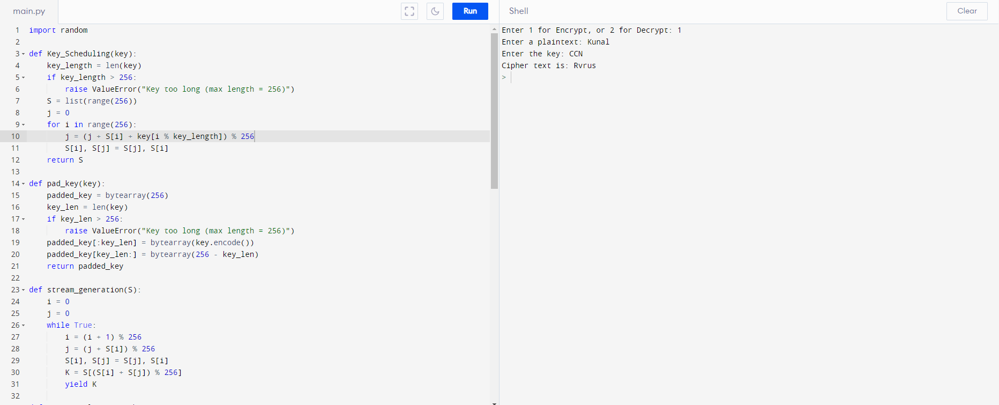 main.py
Run
1 import random
2
3 def Key_Scheduling(key):
4     key_length = len(key)
5     if key_length > 256:
6         raise ValueError("Key too long (max length = 256)")
7     S = list(range(256))
8     j = 0
9     for i in range(256):
10         j = (j + S[i] + key[i % key_length]) % 256
11         S[i], S[j] = S[j], S[i]
12     return S
13
14 def pad_key(key):
15     padded_key = bytearray(256)
16     key_len = len(key)
17     if key_len > 256:
18         raise ValueError("Key too long (max length = 256)")
19     padded_key[:key_len] = bytearray(key.encode())
20     padded_key[key_len:] = bytearray(256 - key_len)
21     return padded_key
22
23 def stream_generation(S):
24     i = 0
25     j = 0
26     while True:
27         i = (i + 1) % 256
28         j = (j + S[i]) % 256
29         S[i], S[j] = S[j], S[i]
30         K = S[(S[i] + S[j]) % 256]
31         yield K
32
Shell
Clear
Enter 1 for Encrypt, or 2 for Decrypt: 1
Enter a plaintext: Kunal
Enter the key: CCN
Cipher text is: Rvrus
>